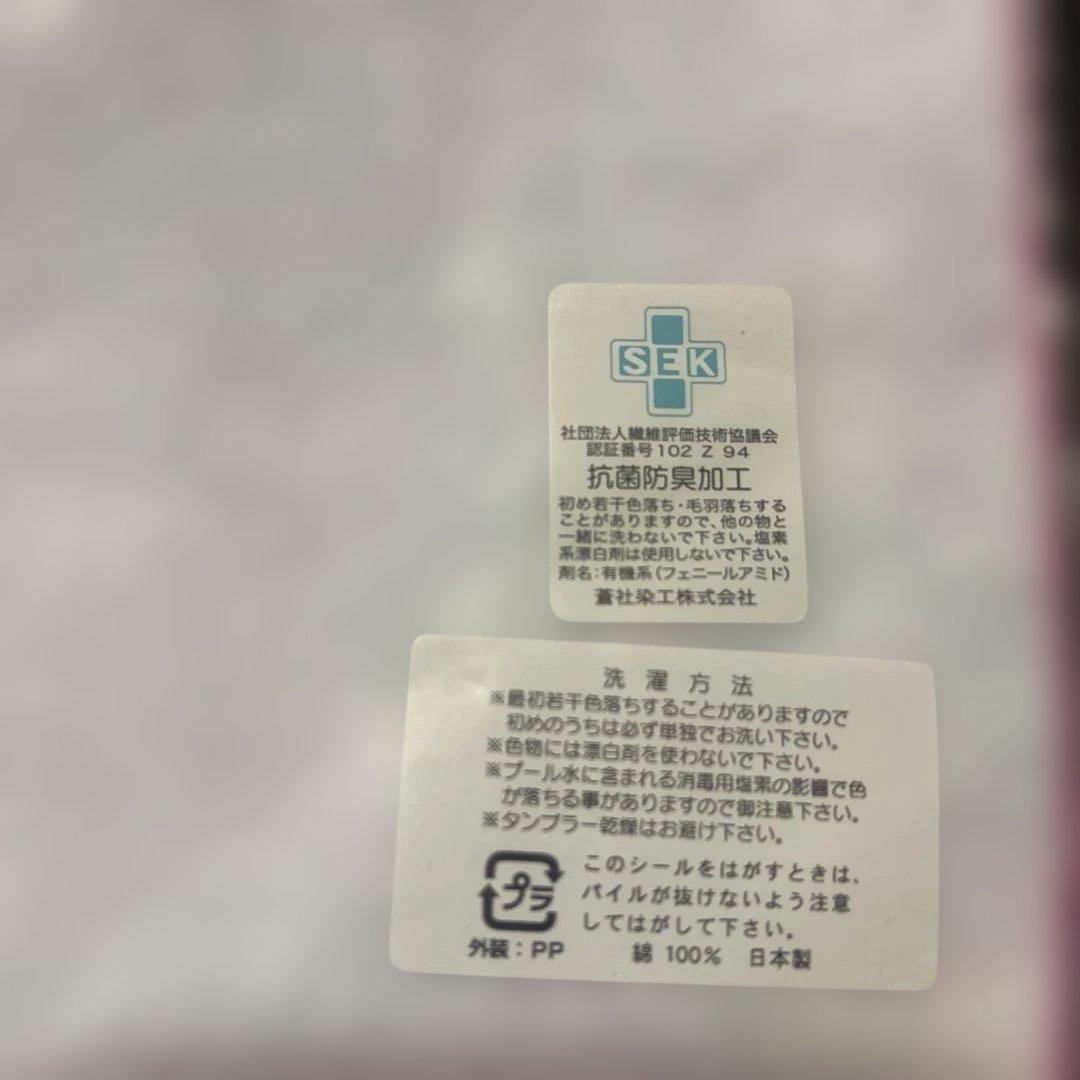 SEK
社団法人繊維評価技術協議会
認証番号102 Z 94
抗菌防臭加工
初め若干色落ち・毛羽落ちする
ことがありますので、他の物と
一緒に洗わないで下さい。塩素
系漂白剤は使用しないで下さい。
剤名:有機系(フェニールアミド)
蒼社染工株式会社
洗濯方法
※最初若干色落ちすることがありますので
初めのうちは必ず単独でお洗い下さい。
※色物には漂白剤を使わないで下さい。
※プール水に含まれる消毒用塩素の影響で色
が落ちる事がありますので御注意下さい。
※タンブラー乾燥はお避け下さい。
プラ
外装:PP
このシールをはがすときは、
パイルが抜けないよう注意
してはがして下さい。
綿 100% 日本製